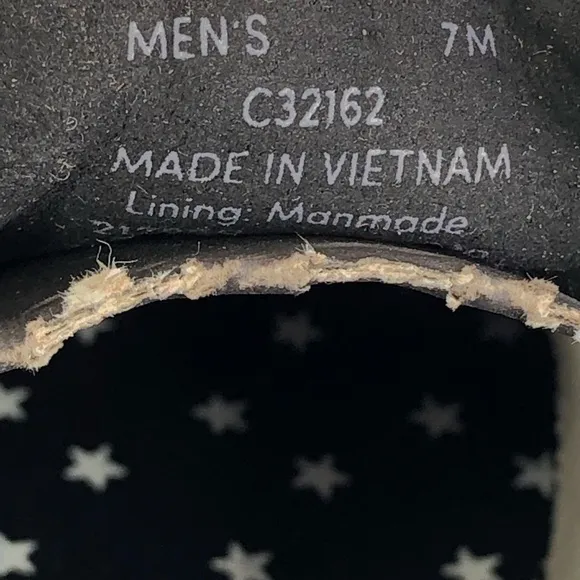 MEN'S 7M
C32162
MADE IN VIETNAM
Lining: Manmade